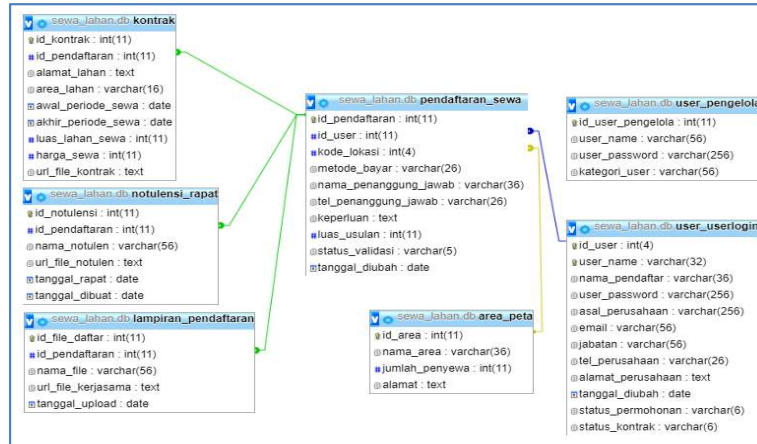 sewa_lahan.db kontrak
id_kontrak : int(11)
id_pendaftaran : int(11)
alamat_lahan : text
area_lahan : varchar(16)
awal_periode_sewa : date
akhir_periode_sewa : date
luas_lahan_sewa : int(11)
harga_sewa : int(11)
url_file_kontrak : text
sewa_lahan.db notulensi_rapat
id_notulensi : int(11)
id_pendaftaran : int(11)
nama_notulen : varchar(56)
url_file_notulen : text
tanggal_rapat : date
tanggal_dibuat : date
sewa_lahan.db lampiran_pendaftaran
id_file_daftar : int(11)
id_pendaftaran : int(11)
nama_file : varchar(56)
url_file_kerjasama : text
tanggal_upload : date
sewa_lahan.db pendaftaran_sewa
id_pendaftaran : int(11)
id_user : int(11)
kode_lokasi : int(4)
metode_bayar : varchar(26)
nama_penanggung_jawab : varchar(36)
tel_penanggung_jawab : varchar(26)
keperluan : text
luas_usulan : int(11)
status_validasi : varchar(5)
tanggal_diubah : date
sewa_lahan.db area_peta
id_area : int(11)
nama_area : varchar(36)
jumlah_penyewa : int(11)
alamat : text
sewa_lahan.db user_pengelola
id_user_pengelola : int(11)
user_name : varchar(56)
user_password : varchar(256)
kategori_user : varchar(56)
sewa_lahan.db user_userlogin
id_user : int(4)
user_name : varchar(32)
nama_pendaftar : varchar(36)
user_password : varchar(256)
asal_perusahaan : varchar(256)
email : varchar(56)
jabatan : varchar(56)
tel_perusahaan : varchar(26)
alamat_perusahaan : text
tanggal_diubah : date
status_permohonan : varchar(6)
status_kontrak : varchar(6)